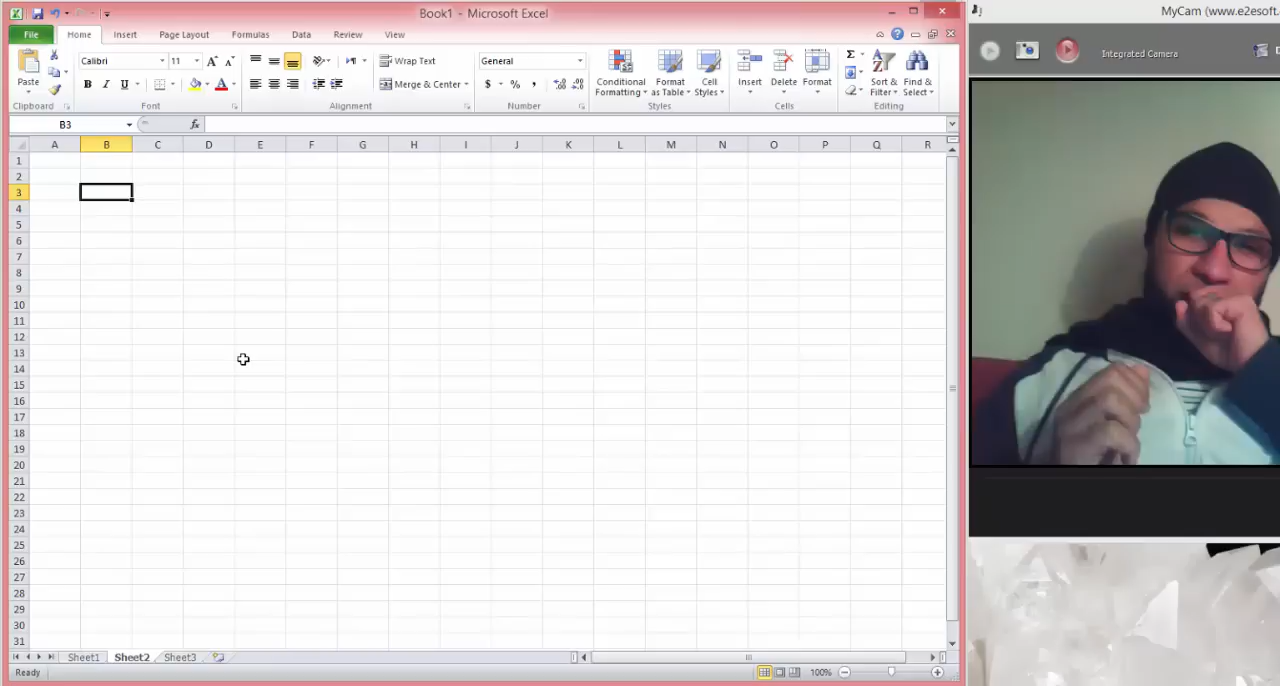 Book1 - Microsoft Excel
MyCam (www.e2esoft.
File Home Insert Page Layout Formulas Data Review View
Integrated Camera
Paste
Calibri 11
Wrap Text
General
Merge & Center
$ % ,
B I U
Conditional Formatting
Format as Table
Cell Styles
Insert Delete Format
Sort & Filter
Find & Select
Clipboard Font Alignment Number Styles Cells Editing
B3 fx
A B C D E F G H I J K L M N O P Q R
1
2
3
4
5
6
7
8
9
10
11
12
13
14
15
16
17
18
19
20
21
22
23
24
25
26
27
28
29
30
31
Sheet1 Sheet2 Sheet3
Ready 100%